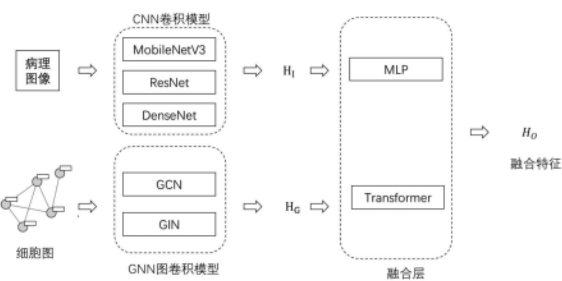 CNN卷积模型
病理
图像
MobileNetV3
ResNet
DenseNet
H_I
MLP
H_O
融合特征
细胞图
GCN
GIN
GNN图卷积模型
H_G
Transformer
融合层